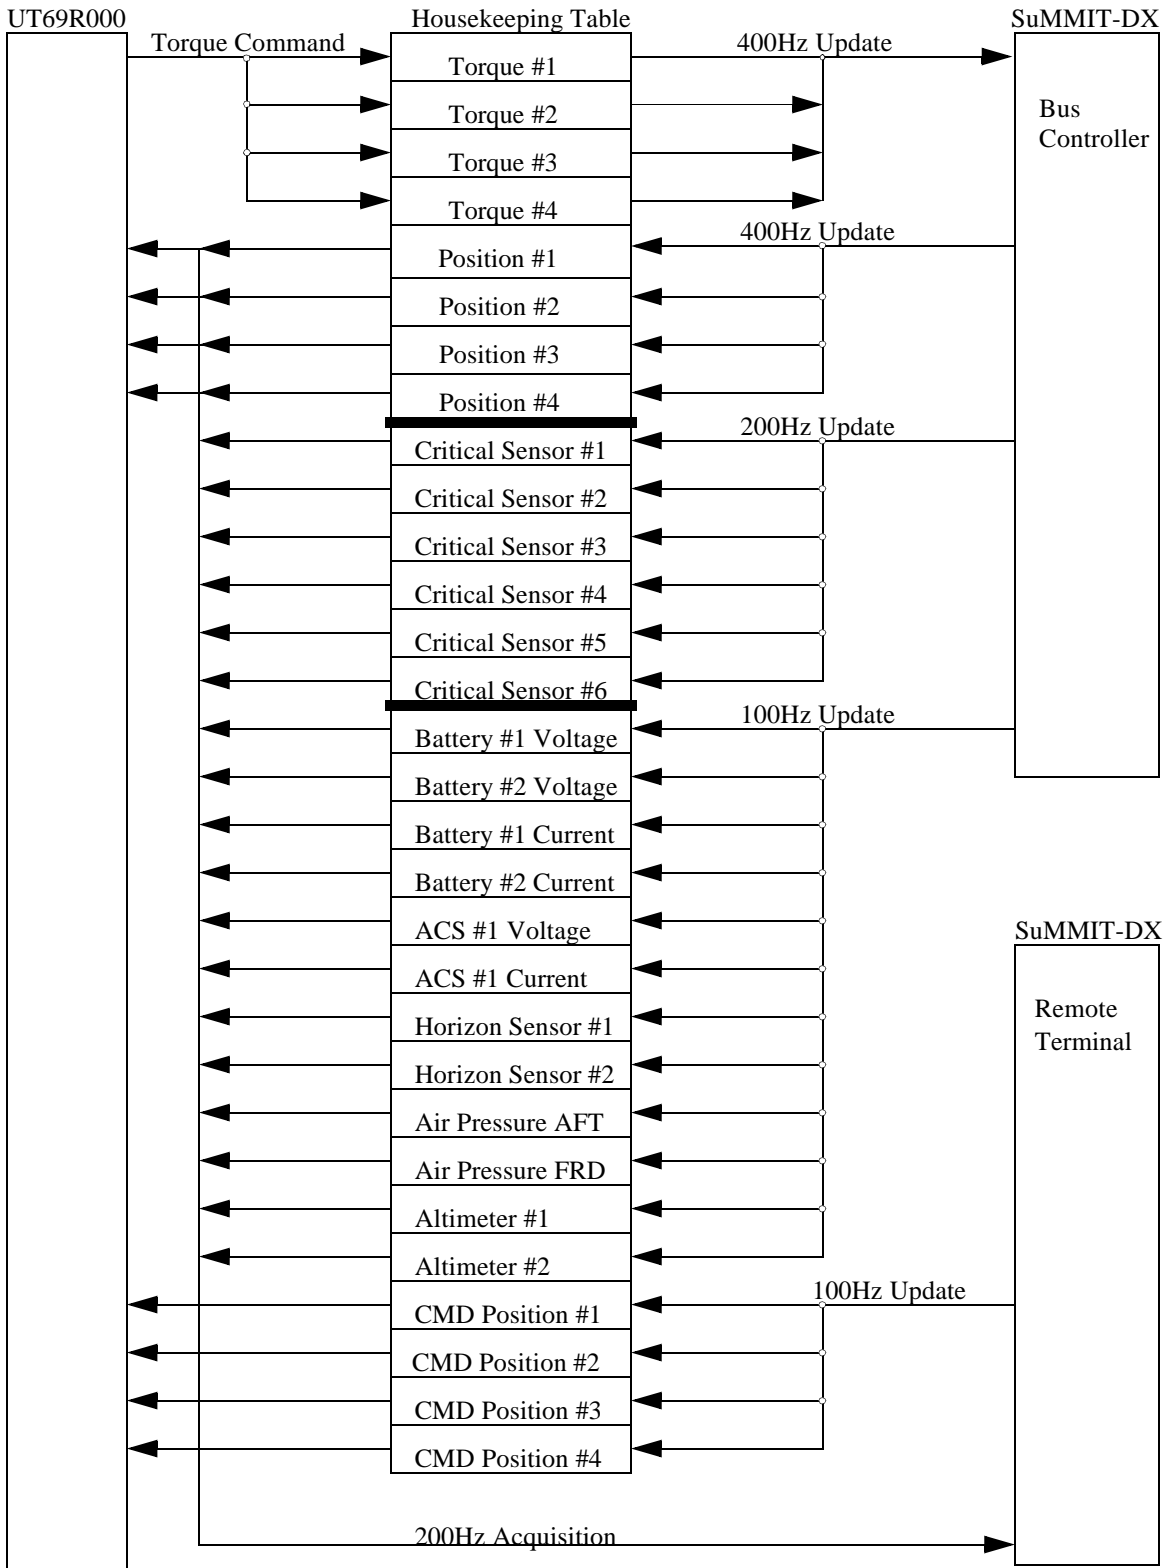 UT69R000
Housekeeping Table
SuMMIT-DX
Torque Command
400Hz Update
Torque #1
Torque #2
Torque #3
Torque #4
Bus
Controller
400Hz Update
Position #1
Position #2
Position #3
Position #4
200Hz Update
Critical Sensor #1
Critical Sensor #2
Critical Sensor #3
Critical Sensor #4
Critical Sensor #5
Critical Sensor #6
100Hz Update
Battery #1 Voltage
Battery #2 Voltage
Battery #1 Current
Battery #2 Current
ACS #1 Voltage
ACS #1 Current
Horizon Sensor #1
Horizon Sensor #2
Air Pressure AFT
Air Pressure FRD
Altimeter #1
Altimeter #2
SuMMIT-DX
Remote
Terminal
100Hz Update
CMD Position #1
CMD Position #2
CMD Position #3
CMD Position #4
200Hz Acquisition